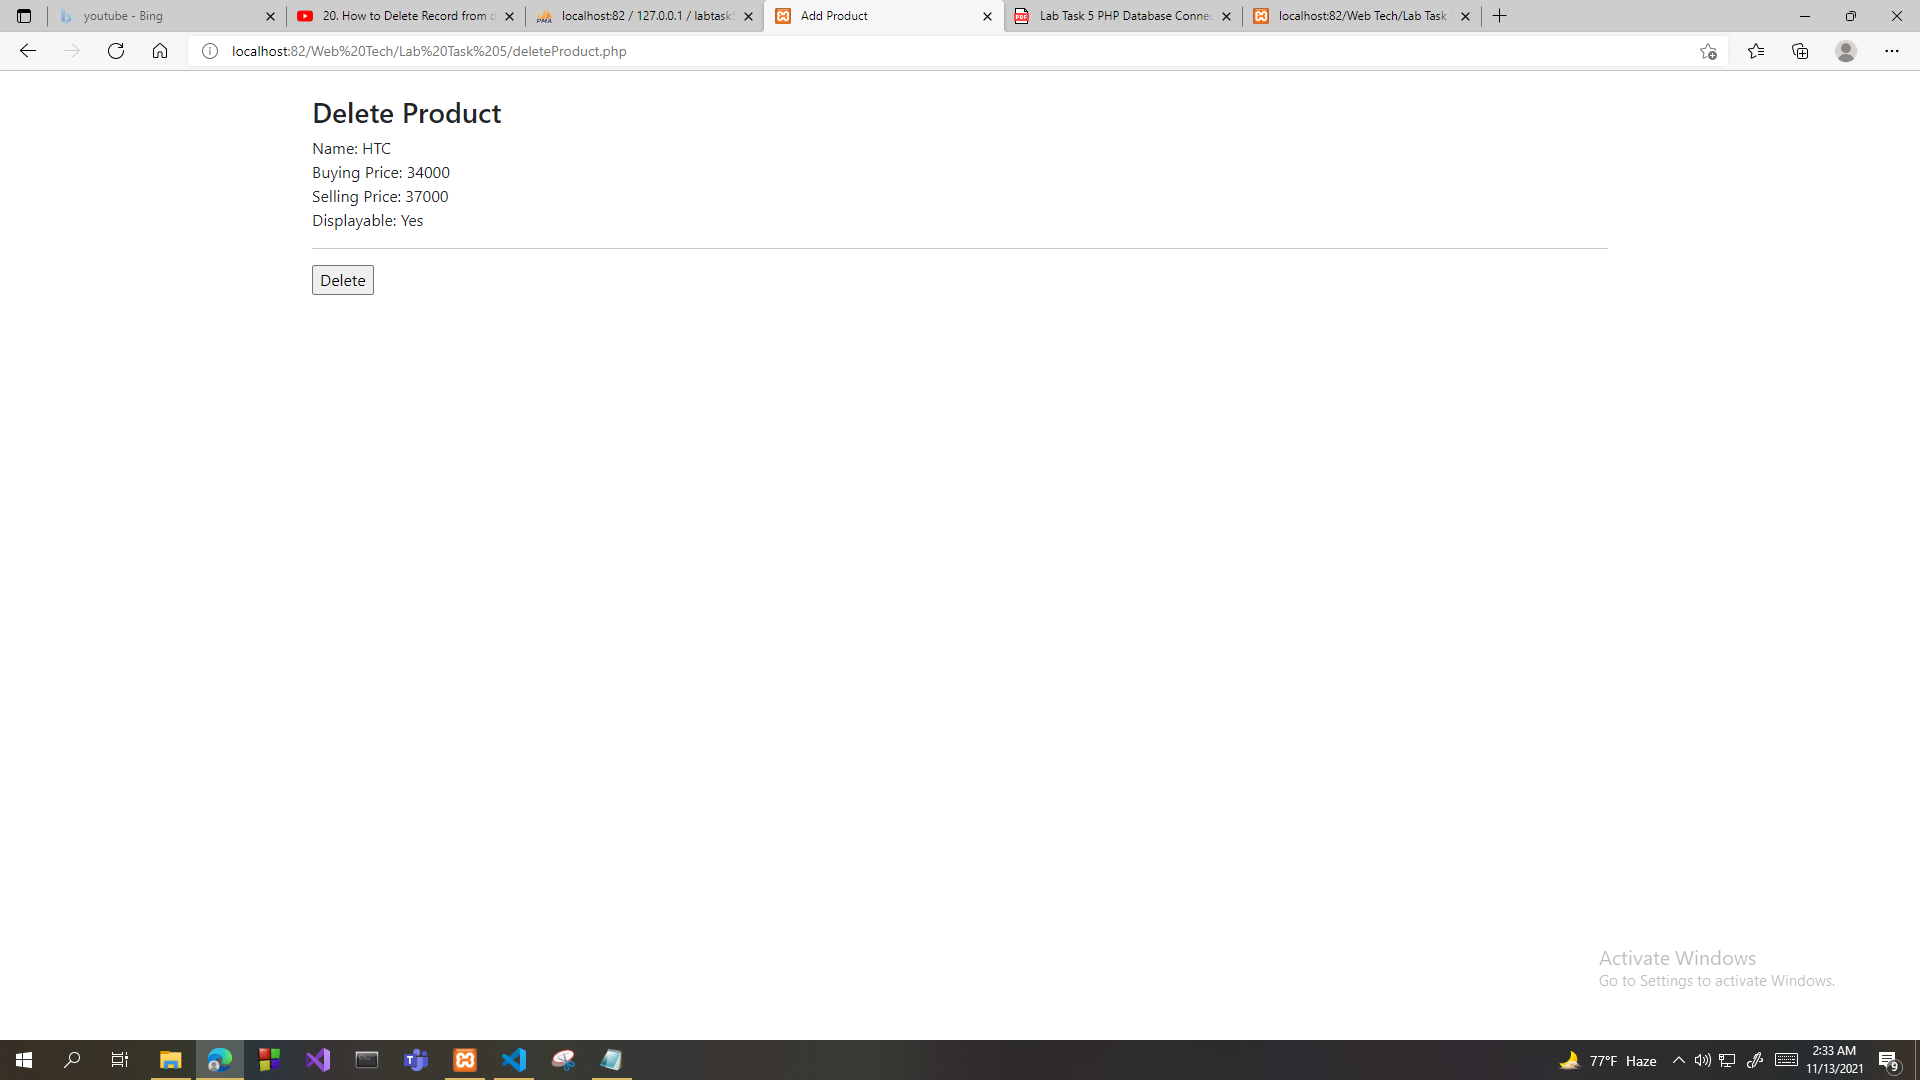 youtube - Bing
20. How to Delete Record from d
localhost:82 / 127.0.0.1 / labtask5
Add Product
Lab Task 5 PHP Database Connec
localhost:82/Web Tech/Lab Task
localhost:82/Web%20Tech/Lab%20Task%205/deleteProduct.php
Delete Product
Name: HTC
Buying Price: 34000
Selling Price: 37000
Displayable: Yes
Delete
Activate Windows
Go to Settings to activate Windows.
77°F Haze
2:33 AM
11/13/2021
9